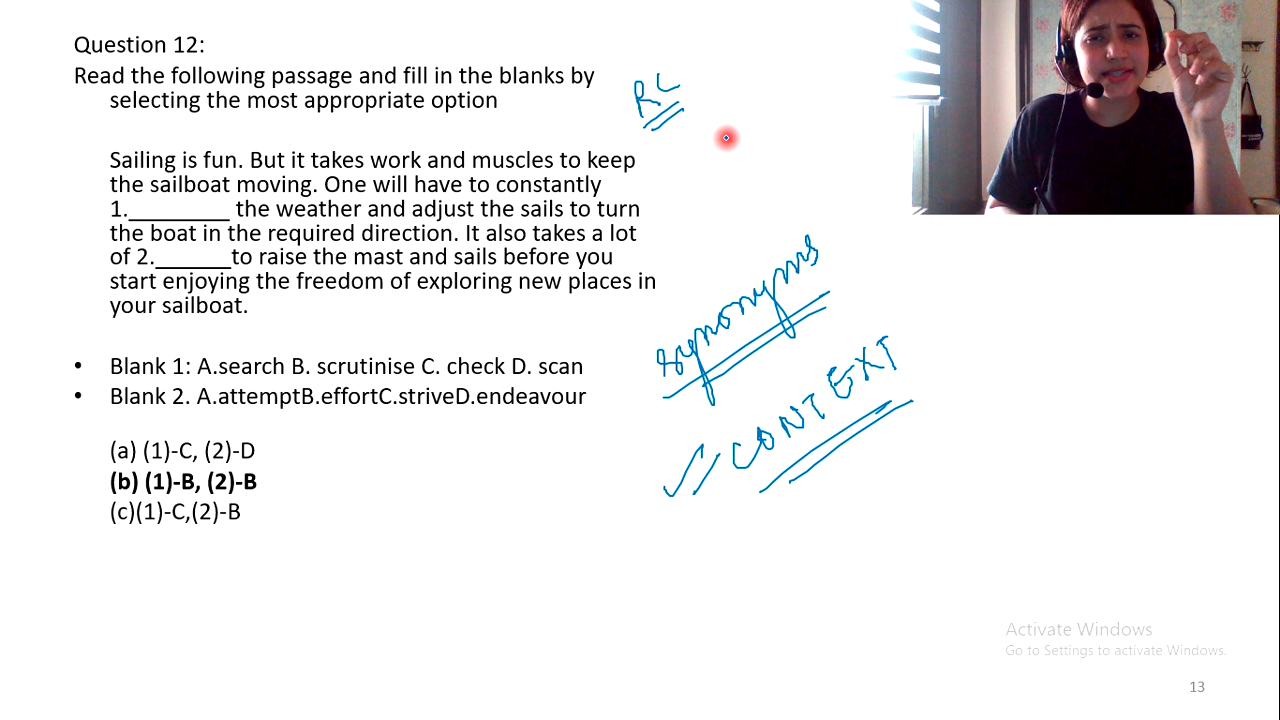 Question 12:
Read the following passage and fill in the blanks by
selecting the most appropriate option
RC
Sailing is fun. But it takes work and muscles to keep
the sailboat moving. One will have to constantly
1.________ the weather and adjust the sails to turn
the boat in the required direction. It also takes a lot
of 2.______to raise the mast and sails before you
start enjoying the freedom of exploring new places in
your sailboat.
synonyms
• Blank 1: A.search B. scrutinise C. check D. scan
• Blank 2. A.attemptB.effortC.striveD.endeavour
CONTEXT
(a) (1)-C, (2)-D
(b) (1)-B, (2)-B
(c)(1)-C,(2)-B
Activate Windows
Go to Settings to activate Windows.
13